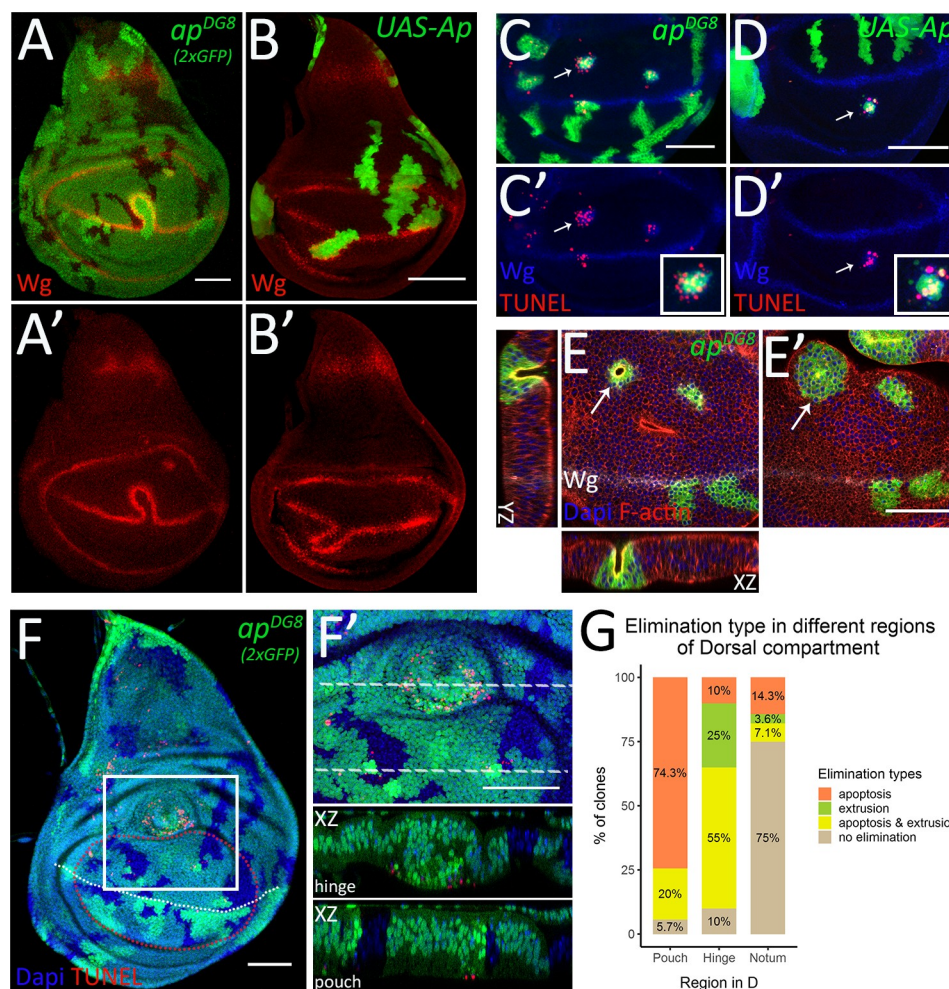 A
ap^DG8
(2xGFP)
Wg
B
UAS-Ap
Wg
C
ap^DG8
D
UAS-Ap
A'
B'
C'
Wg
TUNEL
D'
Wg
TUNEL
YZ
E
ap^DG8
Wg
Dapi F-actin
E'
XZ
F
ap^DG8
(2xGFP)
Dapi TUNEL
F'
XZ
hinge
XZ
pouch
G
Elimination type in different regions
of Dorsal compartment
% of clones
100
75
50
25
0
74.3%
20%
5.7%
10%
25%
55%
10%
14.3%
3.6%
7.1%
75%
Pouch
Hinge
Notum
Region in D
Elimination types
apoptosis
extrusion
apoptosis & extrusio
no elimination